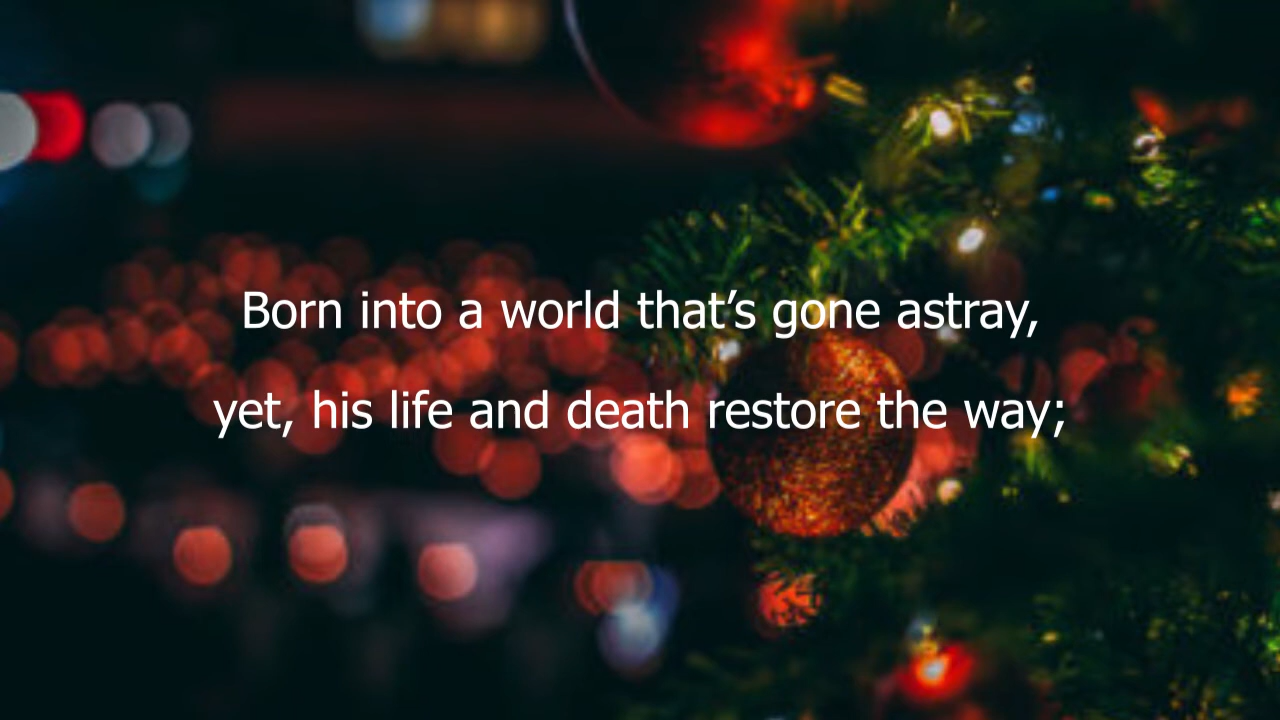 Born into a world that’s gone astray,
yet, his life and death restore the way;